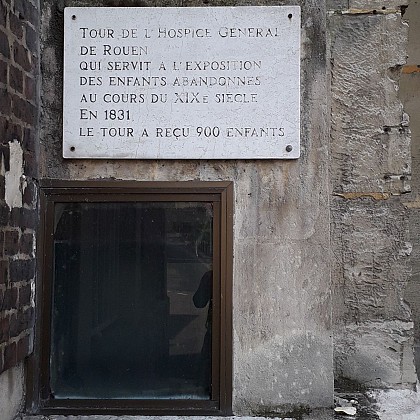 TOUR DE L'HOSPICE GENERAL
DE ROUEN
QUI SERVIT A L'EXPOSITION
DES ENFANTS ABANDONNES
AU COURS DU XIXE SIECLE
EN 1831
LE TOUR A REÇU 900 ENFANTS